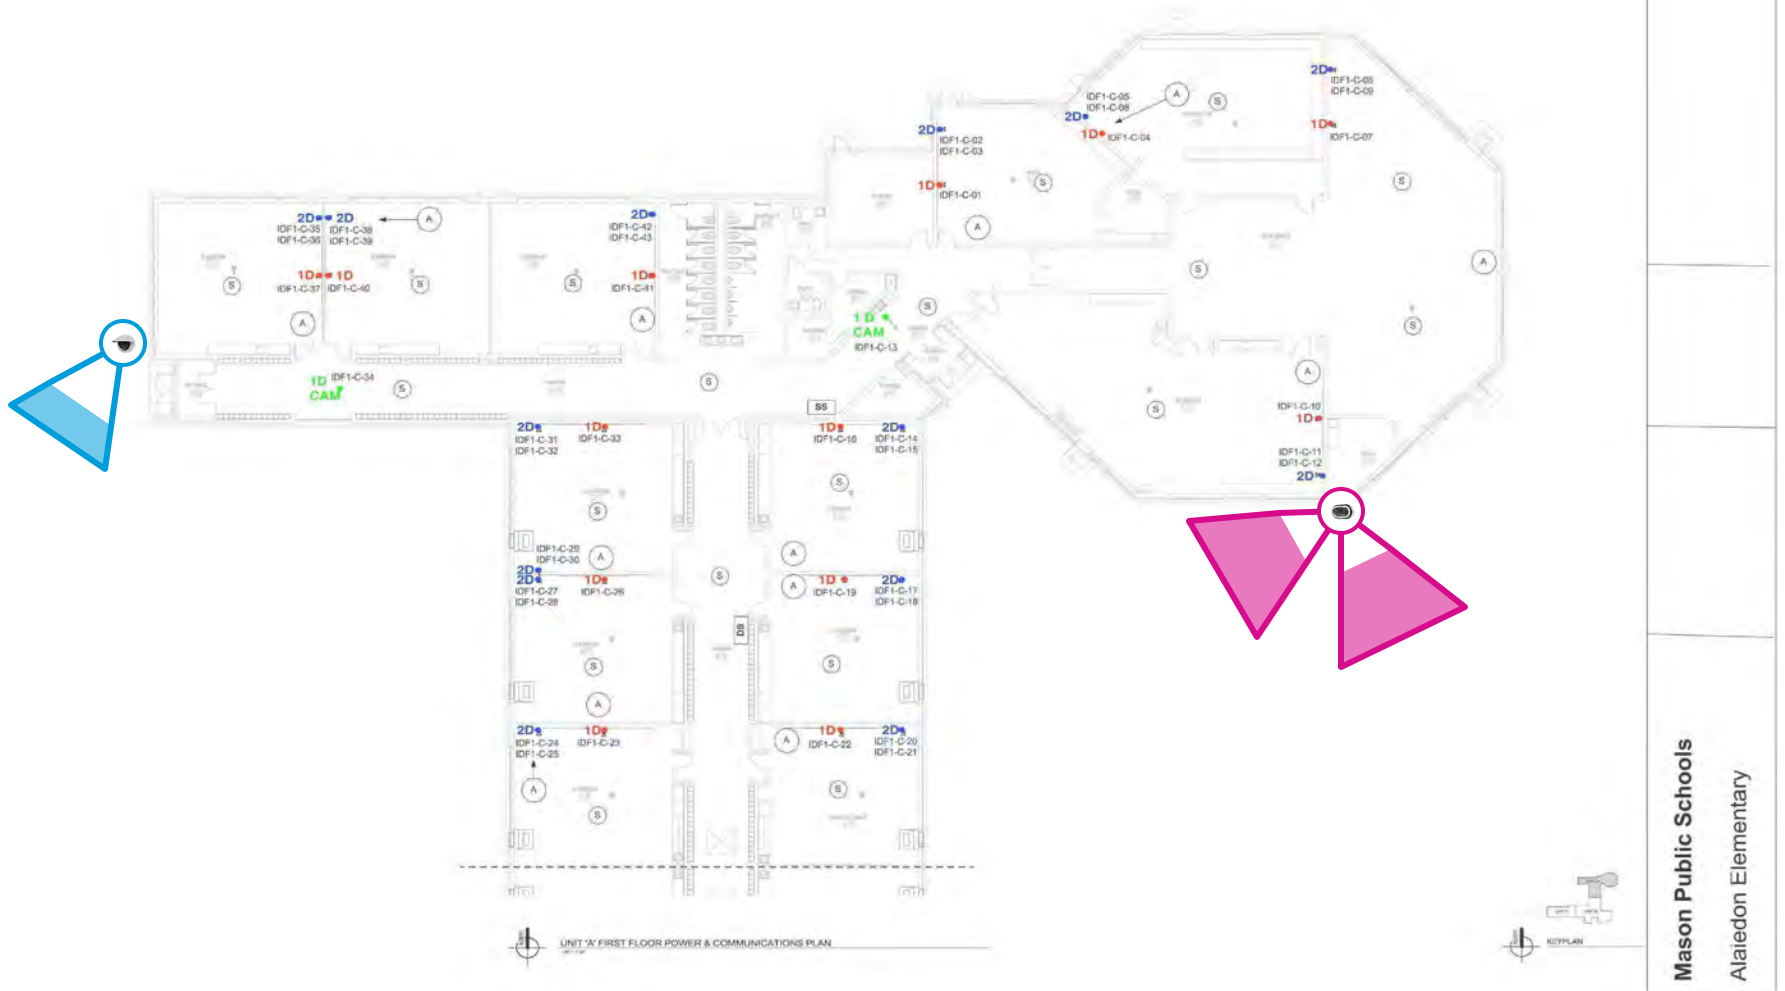 2D
IDF1-C-08
IDF1-C-09
IDF1-C-05
IDF1-C-06
A
S
2D
1D
IDF1-C-04
1D
IDF1-C-07
2D
IDF1-C-02
IDF1-C-03
S
S
1D
IDF1-C-01
A
2D 2D
IDF1-C-35 IDF1-C-38
IDF1-C-36 IDF1-C-39
A
2D
IDF1-C-42
IDF1-C-43
1D 1D
IDF1-C-37 IDF1-C-40
S
S
S
1D
IDF1-C-41
S
A
A
A
S
1D
CAM
IDF1-C-13
S
1D
CAM
IDF1-C-34
S
S
SS
A
S
IDF1-C-10
1D
IDF1-C-11
IDF1-C-12
2D
2D
IDF1-C-31
IDF1-C-32
1D
IDF1-C-33
1D
IDF1-C-16
2D
IDF1-C-14
IDF1-C-15
S
S
IDF1-C-29
IDF1-C-30
A
A
2D
2D
IDF1-C-27
IDF1-C-28
1D
IDF1-C-26
S
A
1D
IDF1-C-19
2D
IDF1-C-17
IDF1-C-18
DS
S
S
A
2D
IDF1-C-24
IDF1-C-25
1D
IDF1-C-23
A
1D
IDF1-C-22
2D
IDF1-C-20
IDF1-C-21
A
S
S
UNIT 'A' FIRST FLOOR POWER & COMMUNICATIONS PLAN
KEYPLAN
Mason Public Schools
Alaiedon Elementary